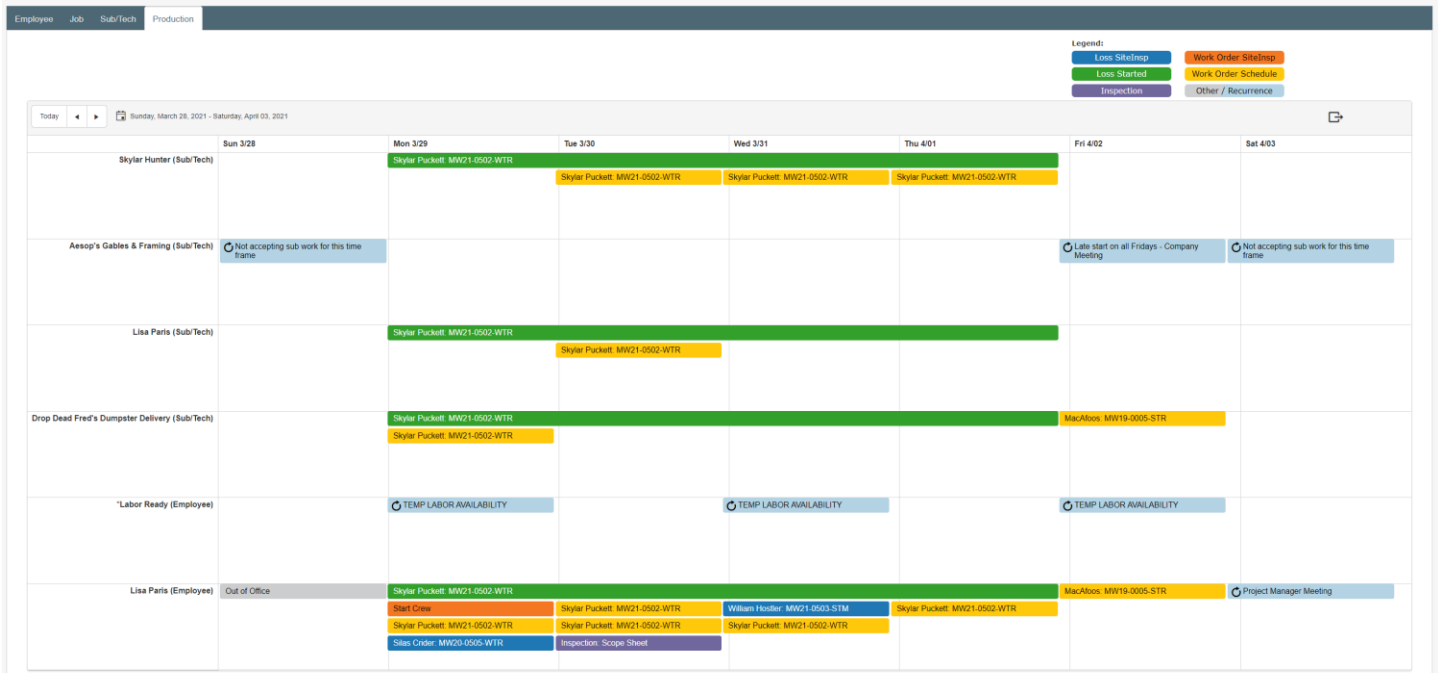 Employee Job Sub/Tech Production
Legend:
Loss SiteInsp Work Order SiteInsp
Loss Started Work Order Schedule
Inspection Other / Recurrence
Today Sunday, March 28, 2021 - Saturday, April 03, 2021
Sun 3/28 Mon 3/29 Tue 3/30 Wed 3/31 Thu 4/01 Fri 4/02 Sat 4/03
Skylar Hunter (Sub/Tech) Skylar Puckett: MW21-0502-WTR
Skylar Puckett: MW21-0502-WTR Skylar Puckett: MW21-0502-WTR Skylar Puckett: MW21-0502-WTR
Aesop's Gables & Framing (Sub/Tech) Not accepting sub work for this time Late start on all Fridays - Company Not accepting sub work for this time
frame Meeting frame
Lisa Paris (Sub/Tech) Skylar Puckett: MW21-0502-WTR
Skylar Puckett: MW21-0502-WTR
Drop Dead Fred's Dumpster Delivery (Sub/Tech) Skylar Puckett: MW21-0502-WTR MacAfoos: MW19-0005-STR
Skylar Puckett: MW21-0502-WTR
*Labor Ready (Employee) TEMP LABOR AVAILABILITY TEMP LABOR AVAILABILITY TEMP LABOR AVAILABILITY
Lisa Paris (Employee) Out of Office Skylar Puckett: MW21-0502-WTR MacAfoos: MW19-0005-STR Project Manager Meeting
Start Crew Skylar Puckett: MW21-0502-WTR William Hostler: MW21-0503-STM Skylar Puckett: MW21-0502-WTR
Skylar Puckett: MW21-0502-WTR Skylar Puckett: MW21-0502-WTR Skylar Puckett: MW21-0502-WTR
Silas Crider: MW20-0505-WTR Inspection: Scope Sheet